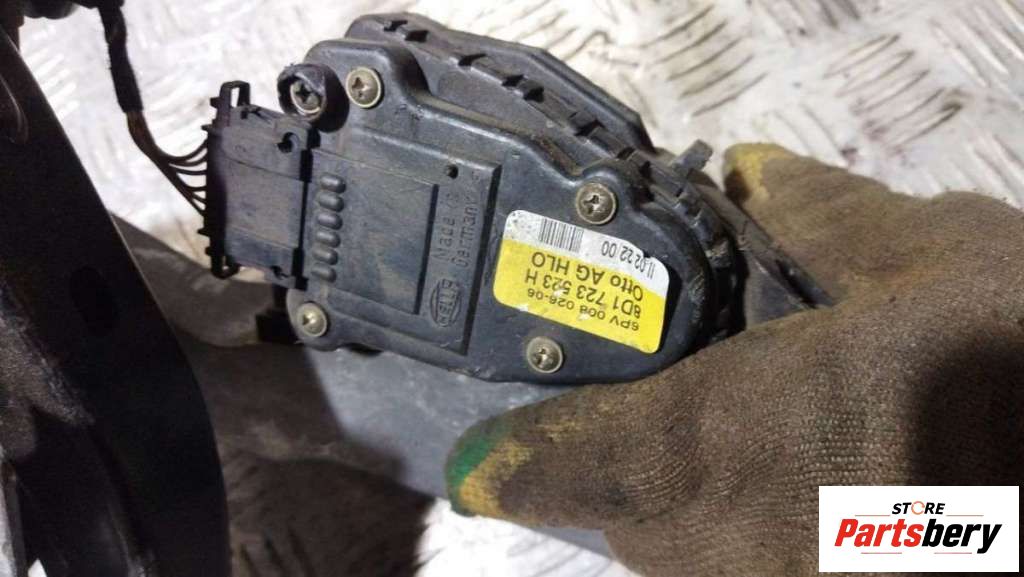 HELLA
Made in
Germany
6PV 008 026-06
8D1 723 523 H
Otto AG HLO
11.02.22 00
STORE
Partsbery